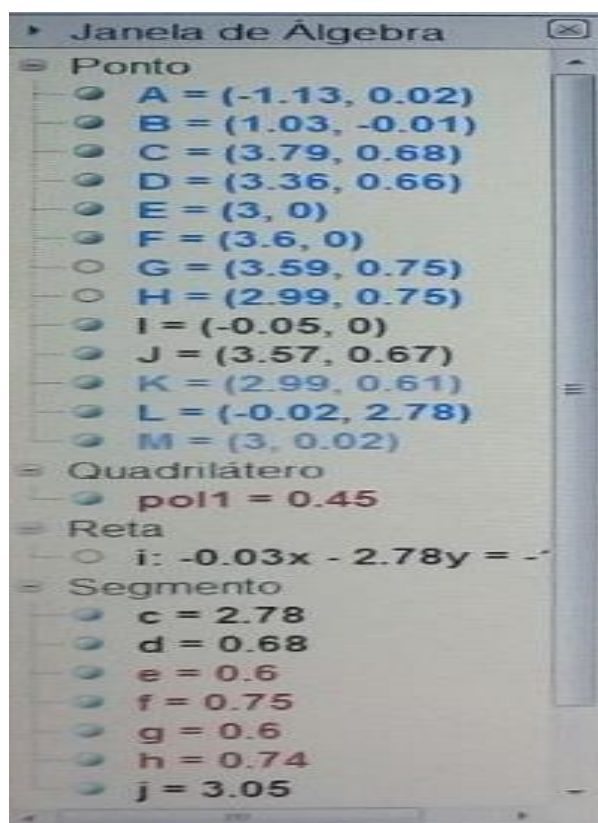 Janela de Álgebra
Ponto
A = (-1.13, 0.02)
B = (1.03, -0.01)
C = (3.79, 0.68)
D = (3.36, 0.66)
E = (3, 0)
F = (3.6, 0)
G = (3.59, 0.75)
H = (2.99, 0.75)
I = (-0.05, 0)
J = (3.57, 0.67)
K = (2.99, 0.61)
L = (-0.02, 2.78)
M = (3, 0.02)
Quadrilátero
pol1 = 0.45
Reta
i: -0.03x - 2.78y = -
Segmento
c = 2.78
d = 0.68
e = 0.6
f = 0.75
g = 0.6
h = 0.74
j = 3.05